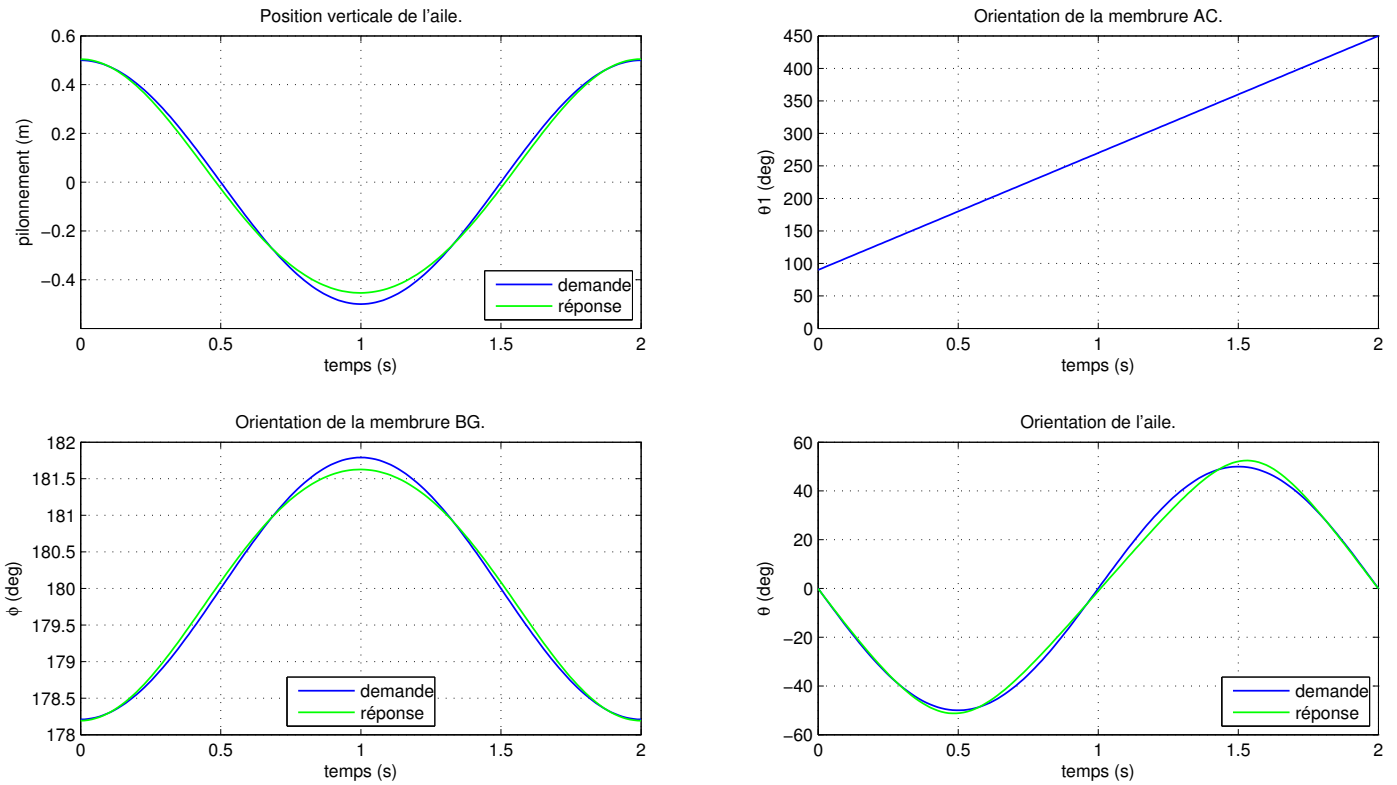 Position verticale de l'aile.
0.6
0.4
0.2
0
−0.2
−0.4
pilonnement (m)
demande
réponse
0
0.5
1
1.5
2
temps (s)
Orientation de la membrure AC.
450
400
350
300
250
200
150
100
50
0
θ1 (deg)
0
0.5
1
1.5
2
temps (s)
Orientation de la membrure BG.
182
181.5
181
180.5
180
179.5
179
178.5
178
ϕ (deg)
demande
réponse
0
0.5
1
1.5
2
temps (s)
Orientation de l'aile.
60
40
20
0
−20
−40
−60
θ (deg)
demande
réponse
0
0.5
1
1.5
2
temps (s)